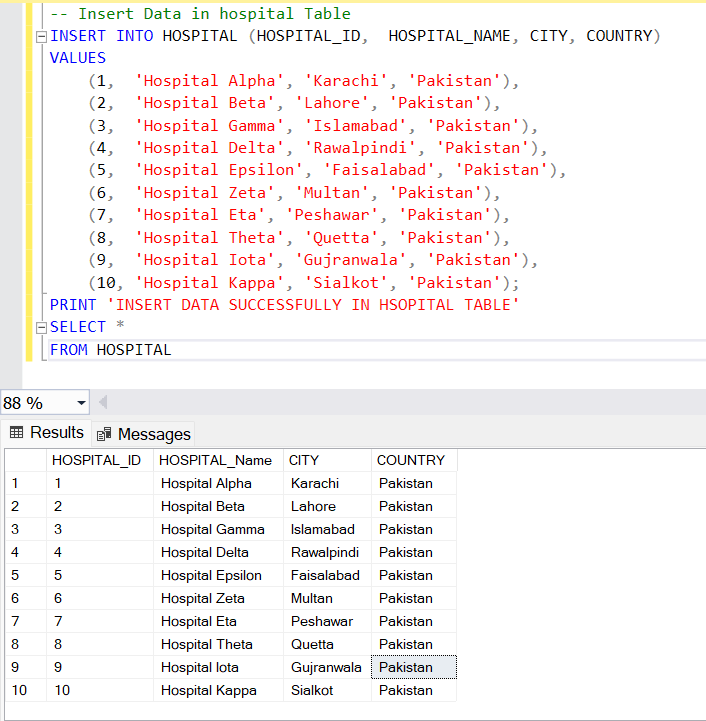 -- Insert Data in hospital Table
INSERT INTO HOSPITAL (HOSPITAL_ID,  HOSPITAL_NAME, CITY, COUNTRY)
VALUES
(1,  'Hospital Alpha', 'Karachi', 'Pakistan'),
(2,  'Hospital Beta', 'Lahore', 'Pakistan'),
(3,  'Hospital Gamma', 'Islamabad', 'Pakistan'),
(4,  'Hospital Delta', 'Rawalpindi', 'Pakistan'),
(5,  'Hospital Epsilon', 'Faisalabad', 'Pakistan'),
(6,  'Hospital Zeta', 'Multan', 'Pakistan'),
(7,  'Hospital Eta', 'Peshawar', 'Pakistan'),
(8,  'Hospital Theta', 'Quetta', 'Pakistan'),
(9,  'Hospital Iota', 'Gujranwala', 'Pakistan'),
(10, 'Hospital Kappa', 'Sialkot', 'Pakistan');
PRINT 'INSERT DATA SUCCESSFULLY IN HSOPITAL TABLE'
SELECT *
FROM HOSPITAL
88 %
Results Messages
HOSPITAL_ID HOSPITAL_Name CITY COUNTRY
1 1 Hospital Alpha Karachi Pakistan
2 2 Hospital Beta Lahore Pakistan
3 3 Hospital Gamma Islamabad Pakistan
4 4 Hospital Delta Rawalpindi Pakistan
5 5 Hospital Epsilon Faisalabad Pakistan
6 6 Hospital Zeta Multan Pakistan
7 7 Hospital Eta Peshawar Pakistan
8 8 Hospital Theta Quetta Pakistan
9 9 Hospital Iota Gujranwala Pakistan
10 10 Hospital Kappa Sialkot Pakistan